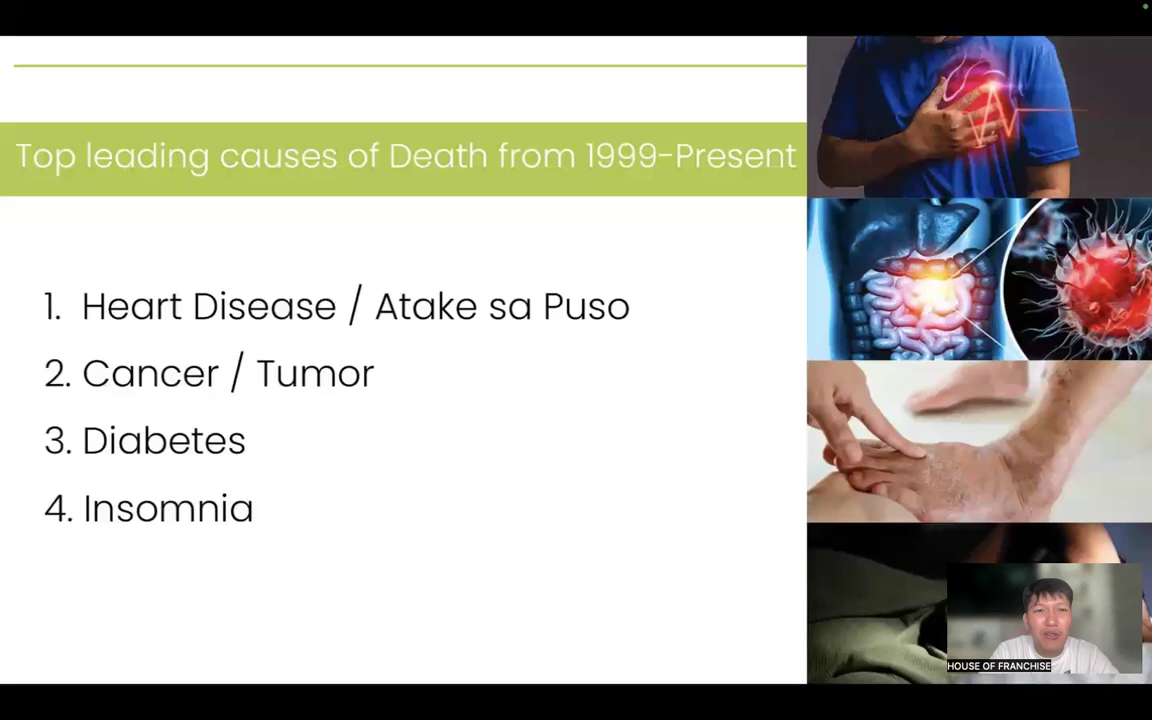 Top leading causes of Death from 1999-Present
1. Heart Disease / Atake sa Puso
2. Cancer / Tumor
3. Diabetes
4. Insomnia
HOUSE OF FRANCHISE